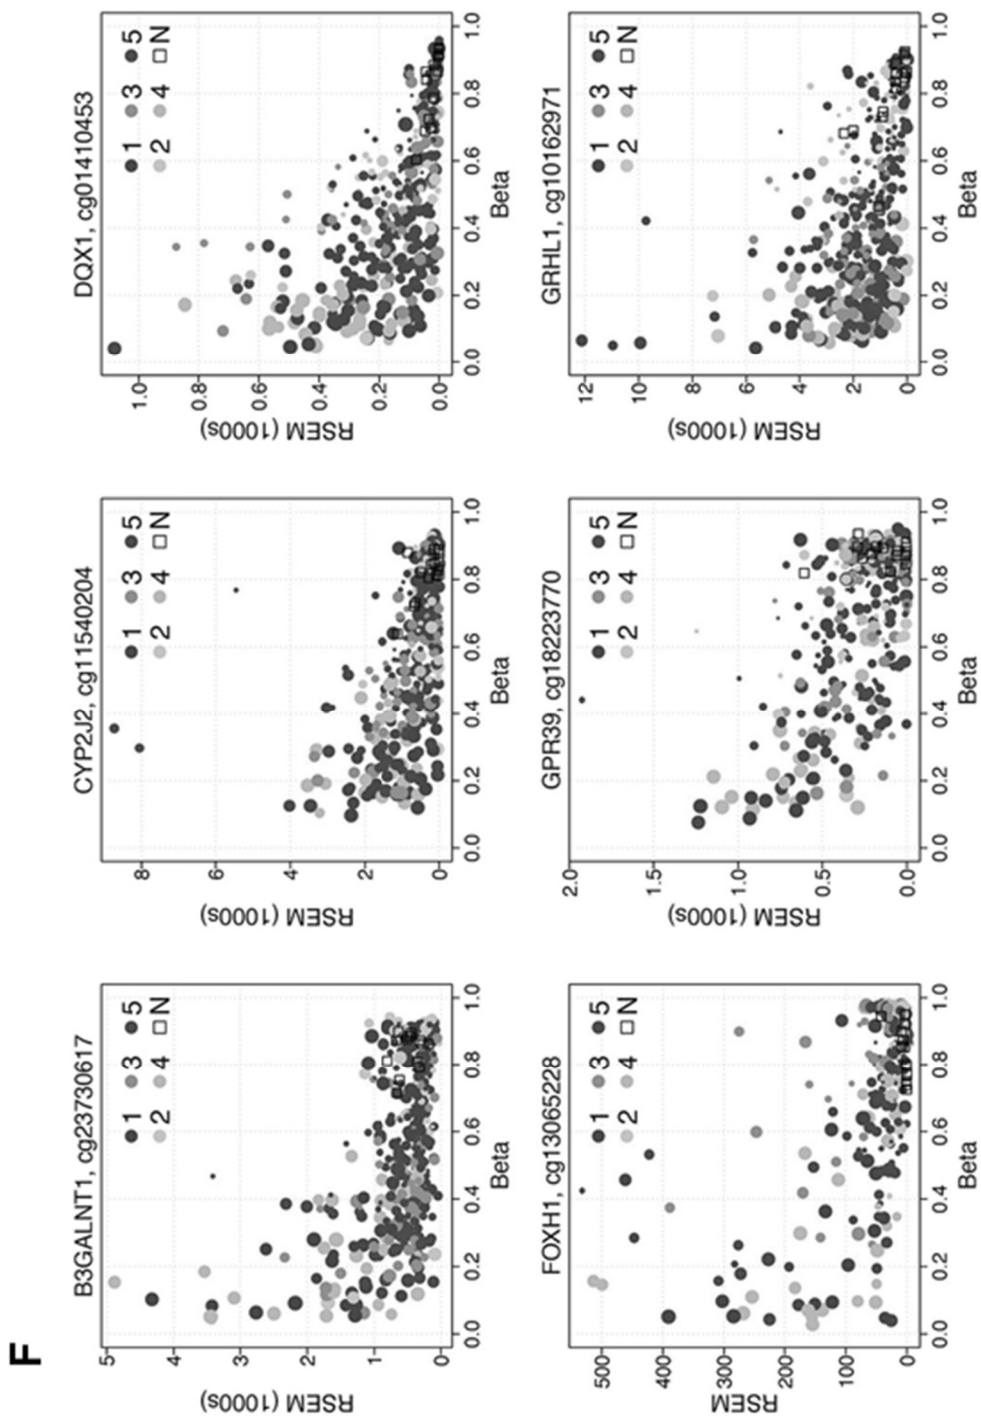 F
B3GALNT1, cg23730617
1 3 5
2 4 N
5
4
3
2
1
0
RSEM (1000s)
0.0 0.2 0.4 0.6 0.8 1.0
Beta
CYP2J2, cg11540204
1 3 5
2 4 N
8
6
4
2
0
RSEM (1000s)
0.0 0.2 0.4 0.6 0.8 1.0
Beta
DQX1, cg01410453
1 3 5
2 4 N
1.0
0.8
0.6
0.4
0.2
0.0
RSEM (1000s)
0.0 0.2 0.4 0.6 0.8 1.0
Beta
FOXH1, cg13065228
1 3 5
2 4 N
500
400
300
200
100
0
RSEM
0.0 0.2 0.4 0.6 0.8 1.0
Beta
GPR39, cg18223770
1 3 5
2 4 N
2.0
1.5
1.0
0.5
0.0
RSEM (1000s)
0.0 0.2 0.4 0.6 0.8 1.0
Beta
GRHL1, cg10162971
1 3 5
2 4 N
12
10
8
6
4
2
0
RSEM (1000s)
0.0 0.2 0.4 0.6 0.8 1.0
Beta